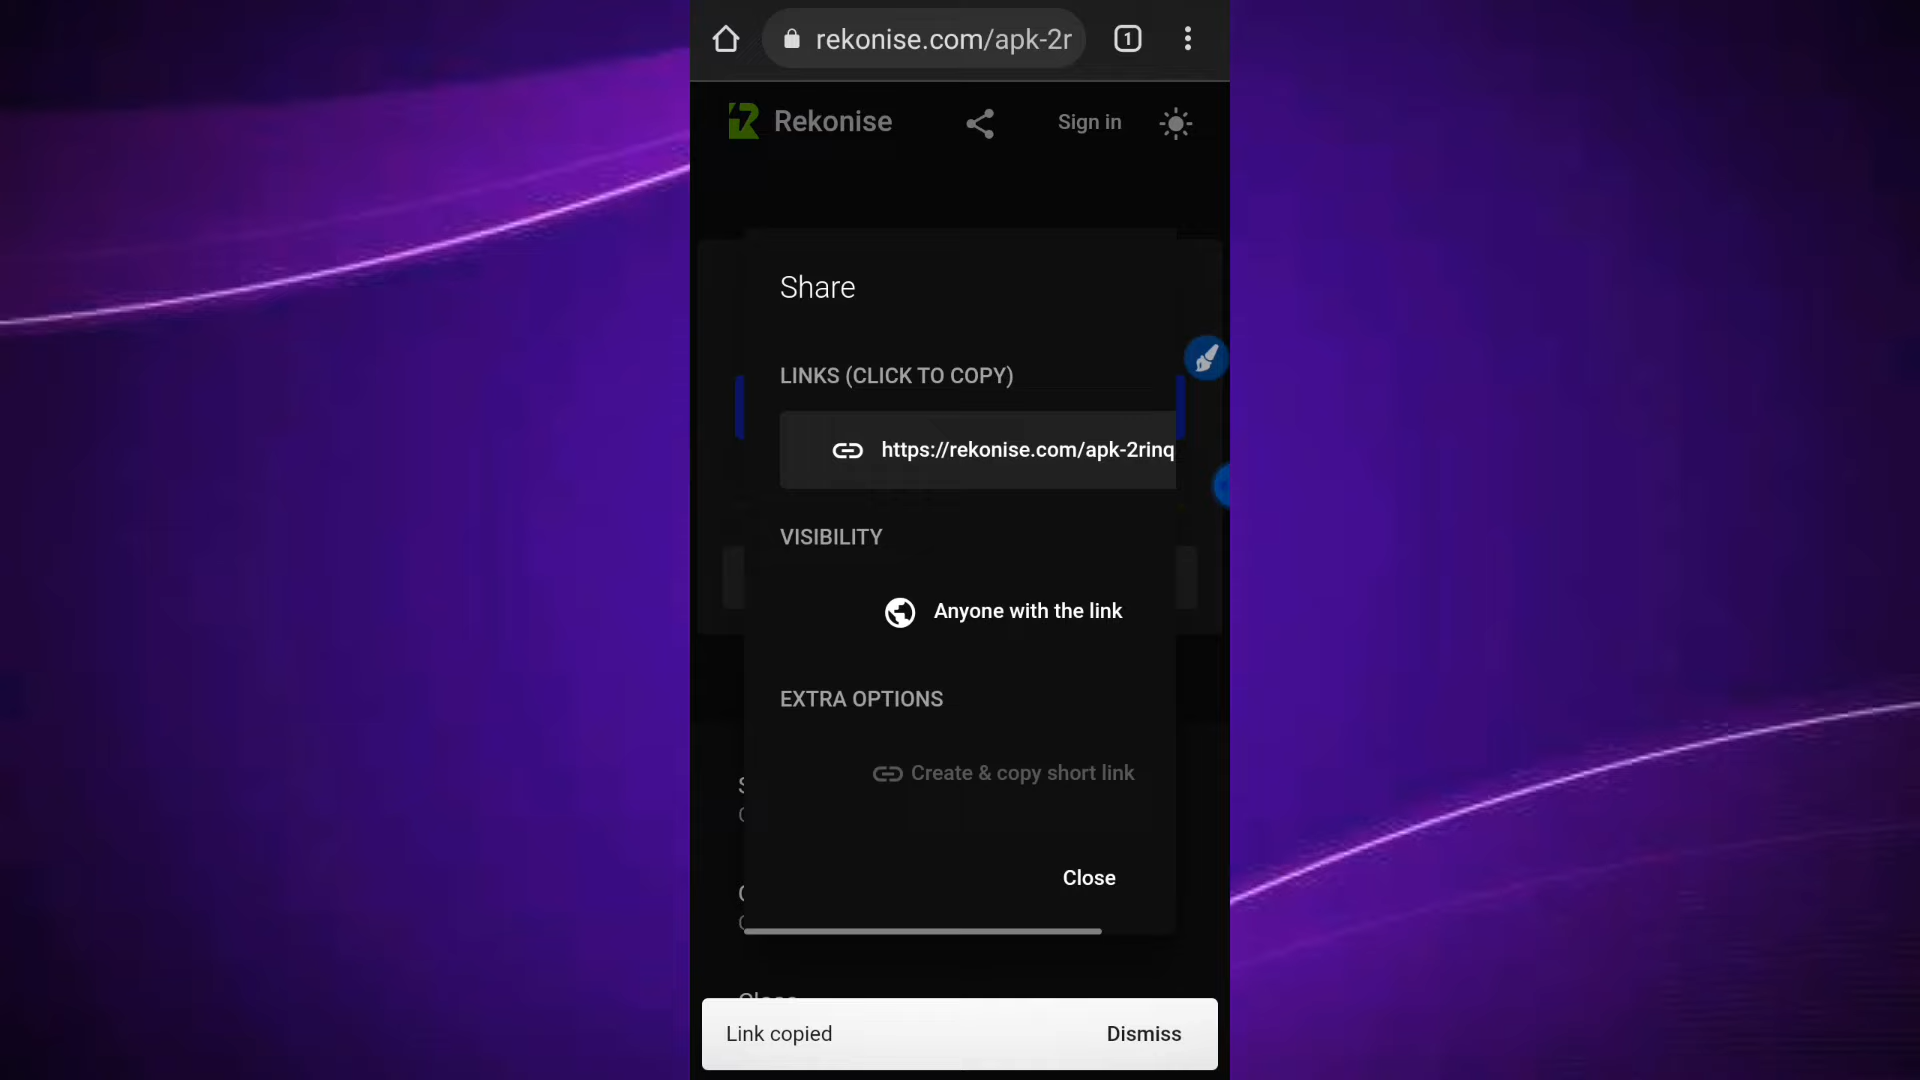 rekonise.com/apk-2r
1
Rekonise
Sign in
Share
LINKS (CLICK TO COPY)
https://rekonise.com/apk-2rinq
VISIBILITY
Anyone with the link
EXTRA OPTIONS
Create & copy short link
Close
Link copied
Dismiss